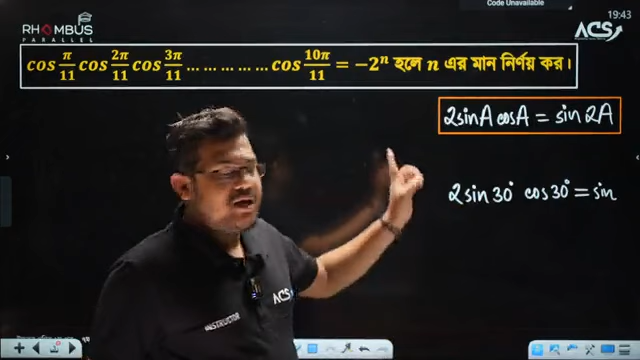 Code Unavailable
19:43
RHOMBUS
PARALLEL
ACS
cos π/11 cos 2π/11 cos 3π/11 ... ... ... ... ... cos 10π/11 = −2ⁿ হলে n এর মান নির্ণয় কর।
2sinA cosA = sin 2A
2 sin 30° cos 30° = sin
ACS
INSTRUCTOR